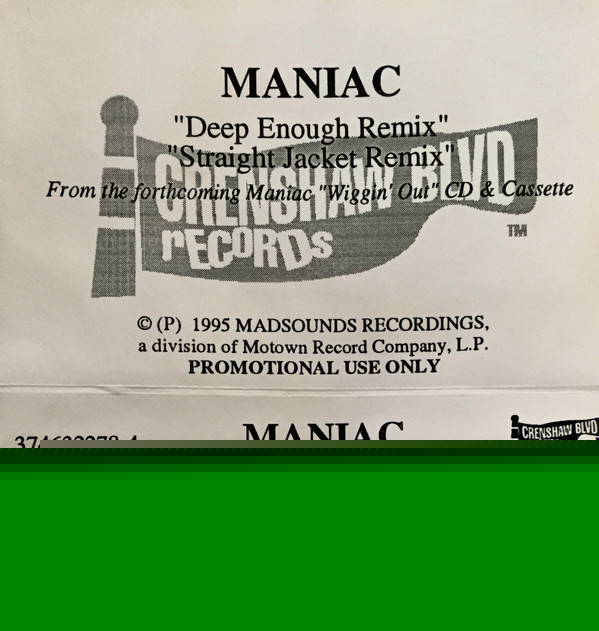 MANIAC
"Deep Enough Remix"
"Straight Jacket Remix"
From the forthcoming Maniac "Wiggin' Out" CD & Cassette
CRENSHAW BLVD
rECORDs
TM
© (P) 1995 MADSOUNDS RECORDINGS,
a division of Motown Record Company, L.P.
PROMOTIONAL USE ONLY
MANIAC
CRENSHAW BLVD